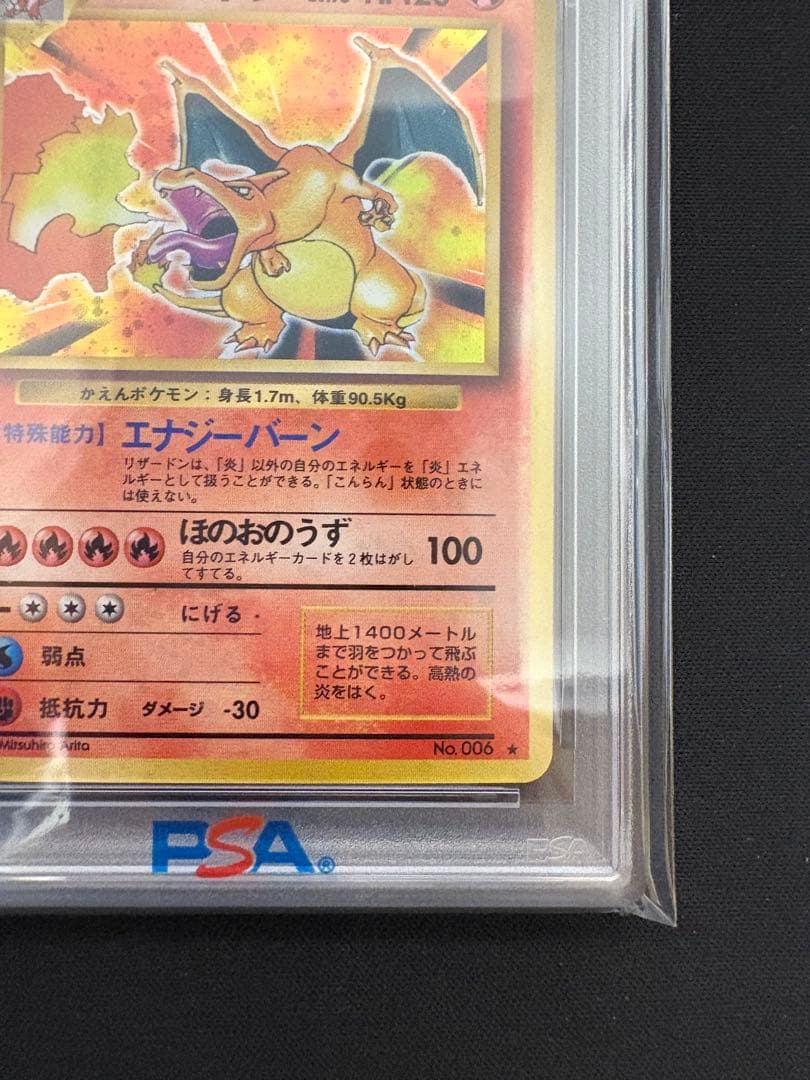 かえんポケモン：身長1.7m、体重90.5Kg
特殊能力】エナジーバーン
リザードンは、「炎」以外の自分のエネルギーを「炎」エネ
ルギーとして扱うことができる。「こんらん」状態のときに
は使えない。
ほのおのうず 100
自分のエネルギーカードを２枚はがし
てすてる。
にげる
弱点
抵抗力 ダメージ -30
地上1400メートル
まで羽をつかって飛ぶ
ことができる。高熱の
炎をはく。
Mitsuhiro Arita
No. 006 ★
PSA®
PSA